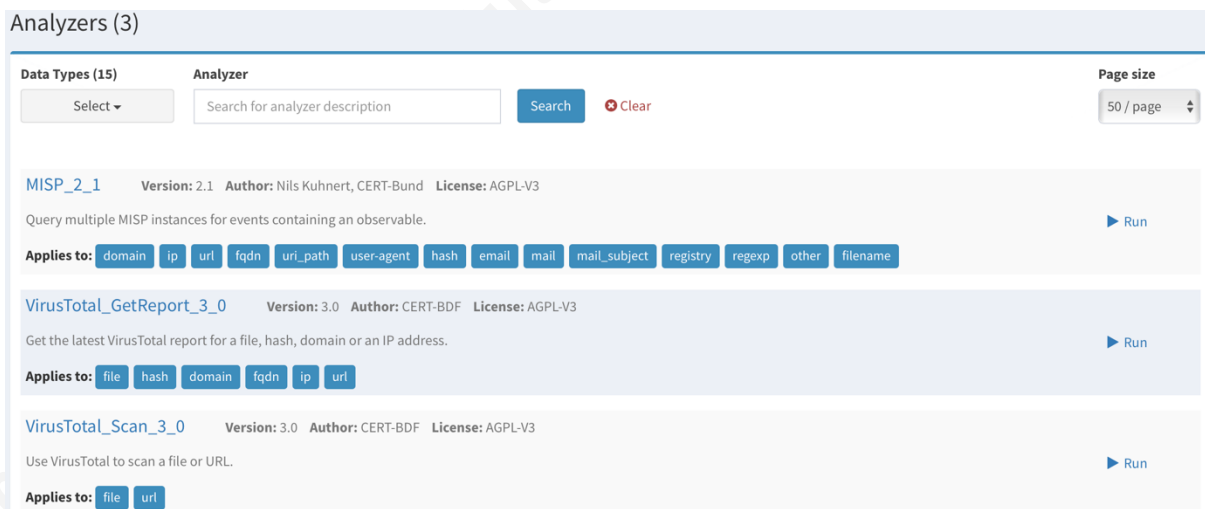 Analyzers (3)
Data Types (15) Analyzer Page size
Select Search for analyzer description Search Clear 50 / page
MISP_2_1 Version: 2.1 Author: Nils Kuhnert, CERT-Bund License: AGPL-V3
Query multiple MISP instances for events containing an observable. Run
Applies to: domain ip url fqdn uri_path user-agent hash email mail mail_subject registry regexp other filename
VirusTotal_GetReport_3_0 Version: 3.0 Author: CERT-BDF License: AGPL-V3
Get the latest VirusTotal report for a file, hash, domain or an IP address. Run
Applies to: file hash domain fqdn ip url
VirusTotal_Scan_3_0 Version: 3.0 Author: CERT-BDF License: AGPL-V3
Use VirusTotal to scan a file or URL. Run
Applies to: file url